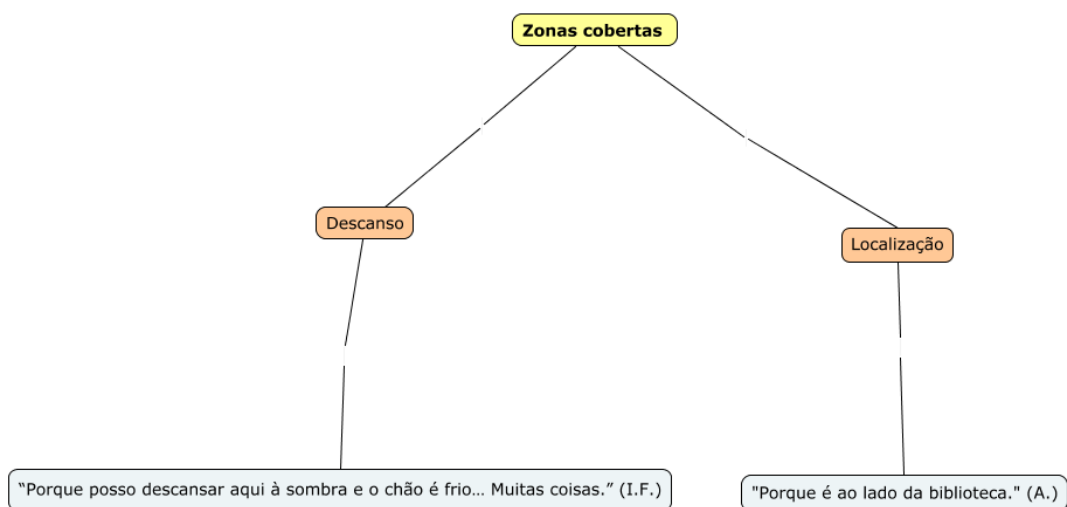 Zonas cobertas
Descanso
Localização
“Porque posso descansar aqui à sombra e o chão é frio... Muitas coisas.” (I.F.)
"Porque é ao lado da biblioteca." (A.)